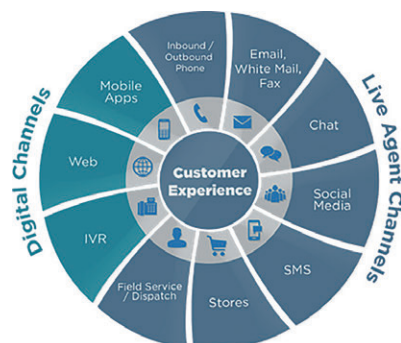 Digital Channels
Live Agent Channels
Inbound /
Outbound
Phone
Email,
White Mail,
Fax
Chat
Social
Media
SMS
Stores
Field Service
/ Dispatch
IVR
Web
Mobile
Apps
Customer
Experience